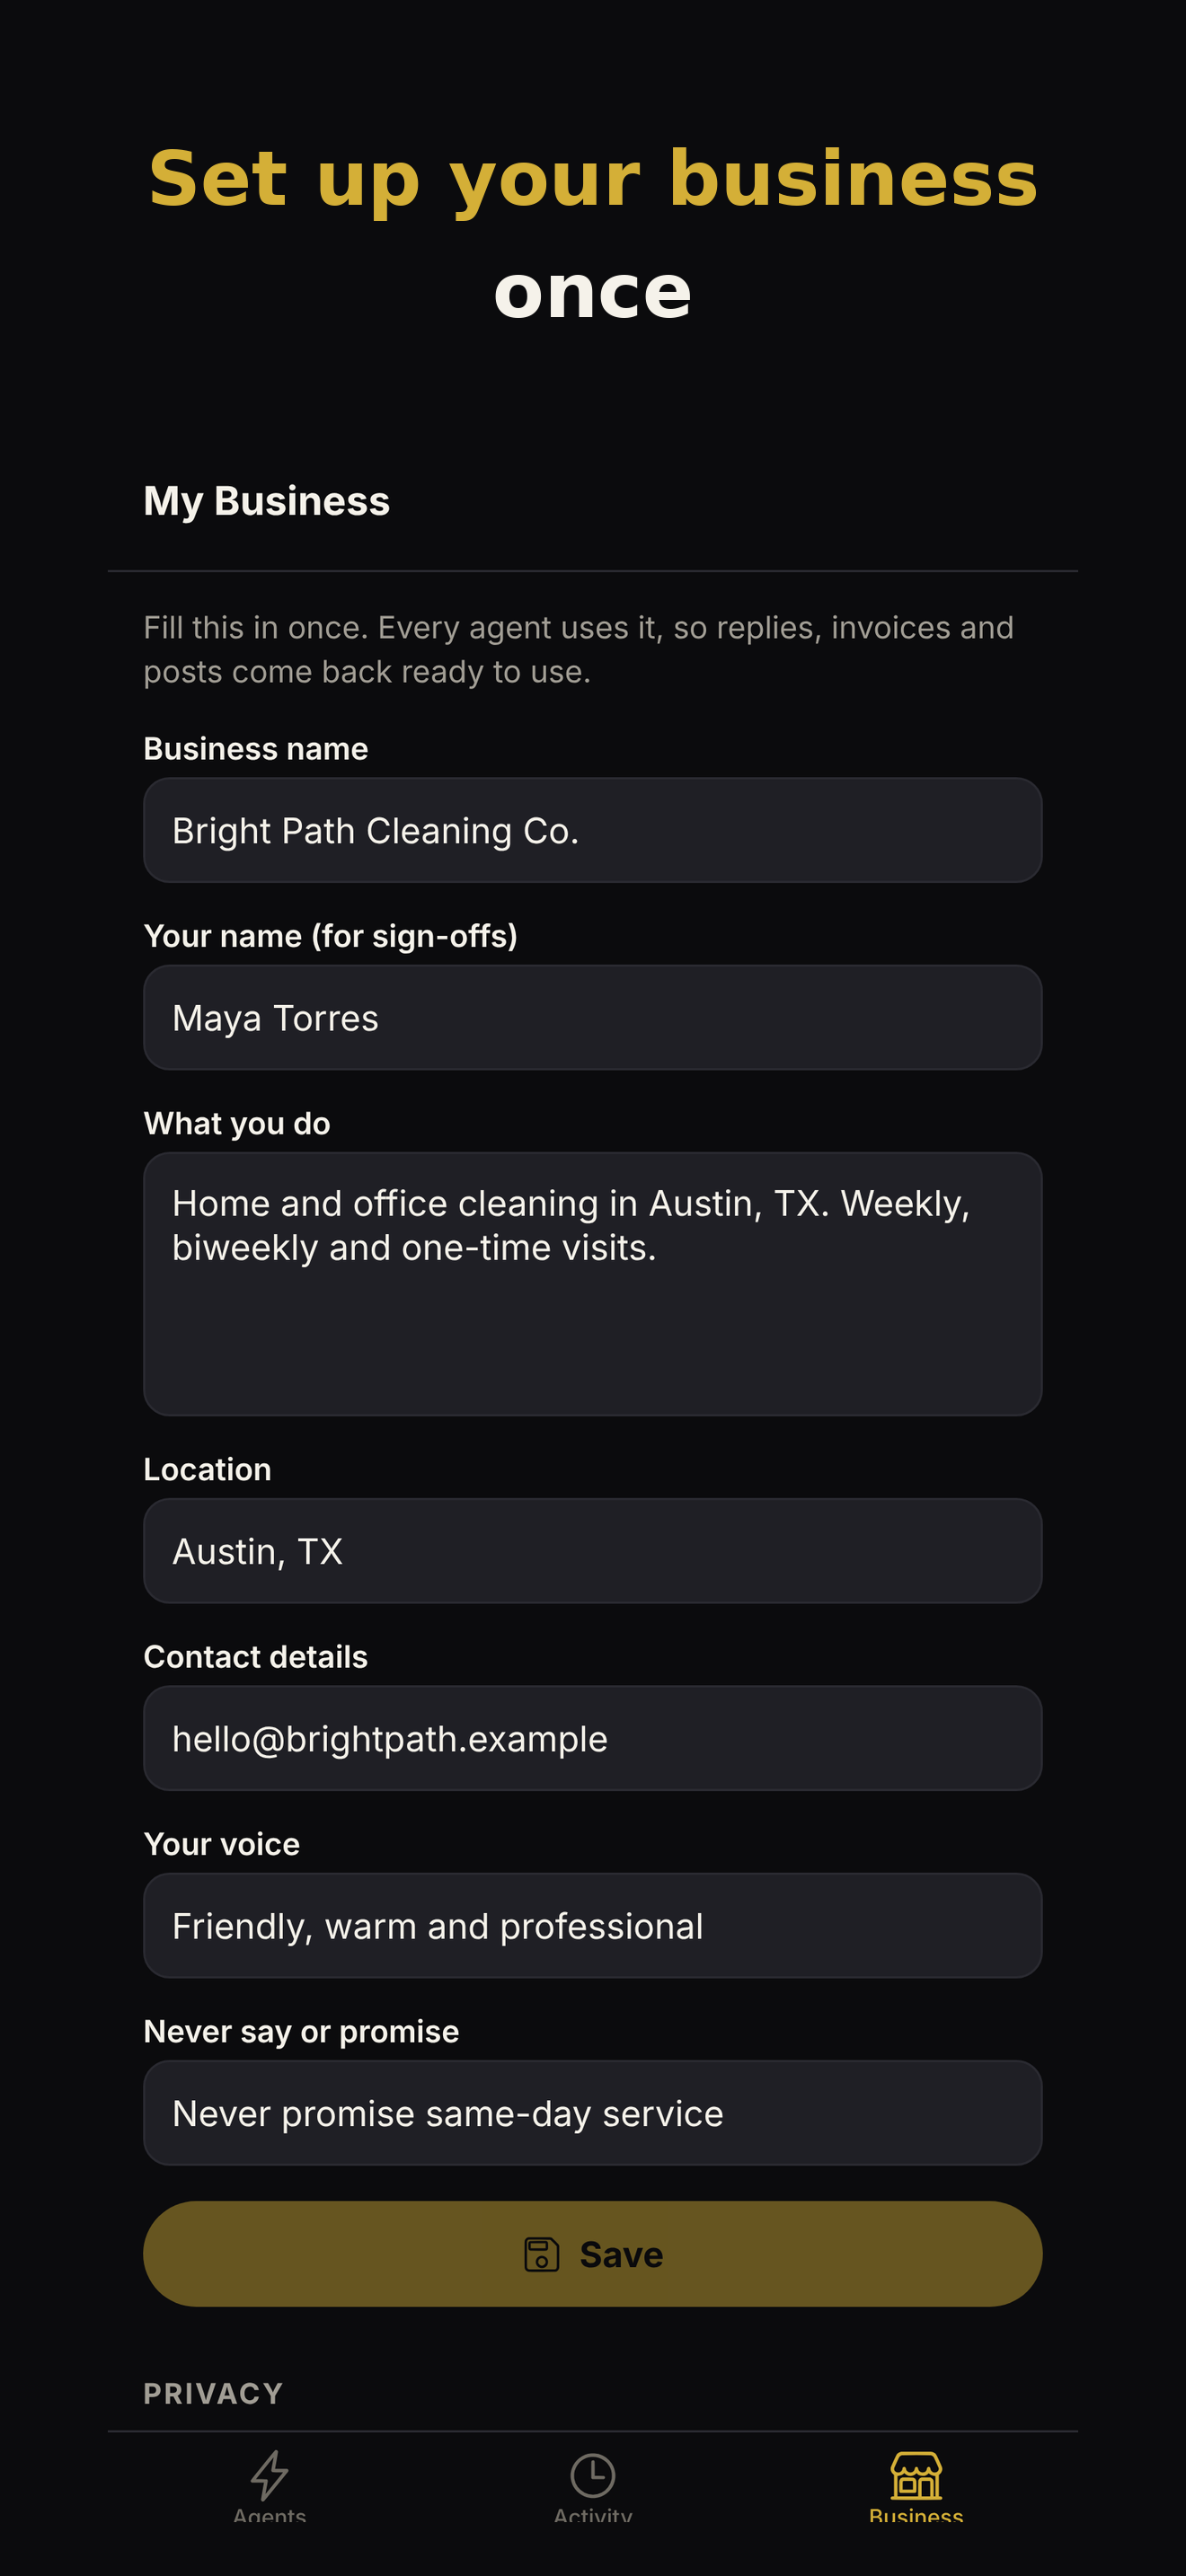 Set up your business
once
My Business
Fill this in once. Every agent uses it, so replies, invoices and
posts come back ready to use.
Business name
Bright Path Cleaning Co.
Your name (for sign-offs)
Maya Torres
What you do
Home and office cleaning in Austin, TX. Weekly,
biweekly and one-time visits.
Location
Austin, TX
Contact details
hello@brightpath.example
Your voice
Friendly, warm and professional
Never say or promise
Never promise same-day service
Save
PRIVACY
Agents
Activity
Business